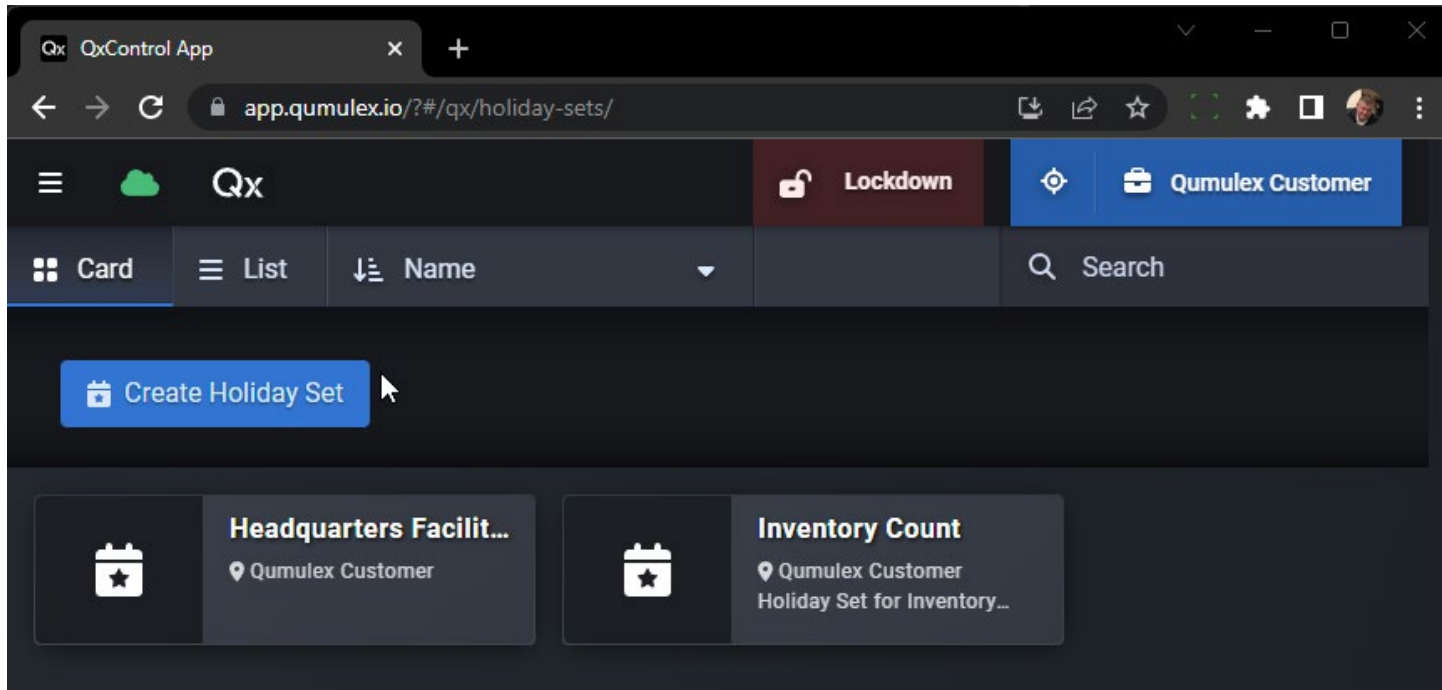 Qx QxControl App
app.qumulex.io/?#/qx/holiday-sets/
Qx Lockdown Qumulex Customer
Card List Name Search
Create Holiday Set
Headquarters Facilit...
Qumulex Customer
Inventory Count
Qumulex Customer
Holiday Set for Inventory...